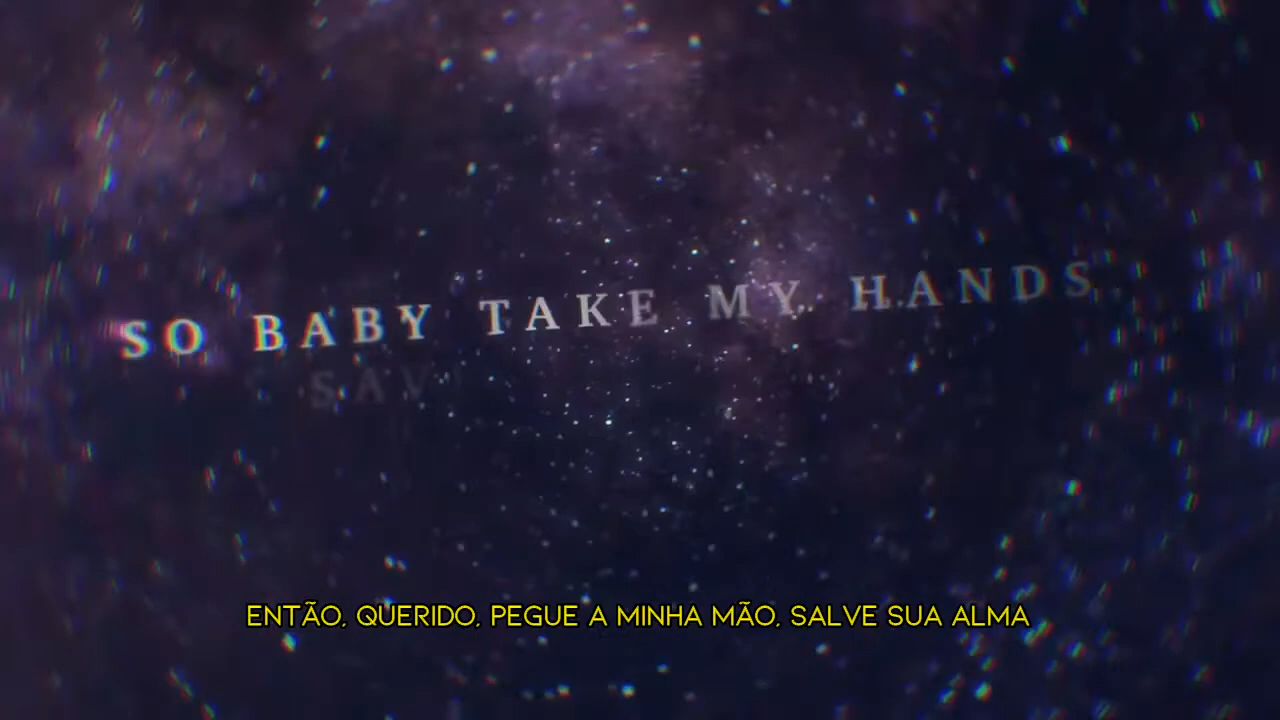 SO BABY TAKE MY HANDS
SAV
ENTÃO, QUERIDO, PEGUE A MINHA MÃO, SALVE SUA ALMA